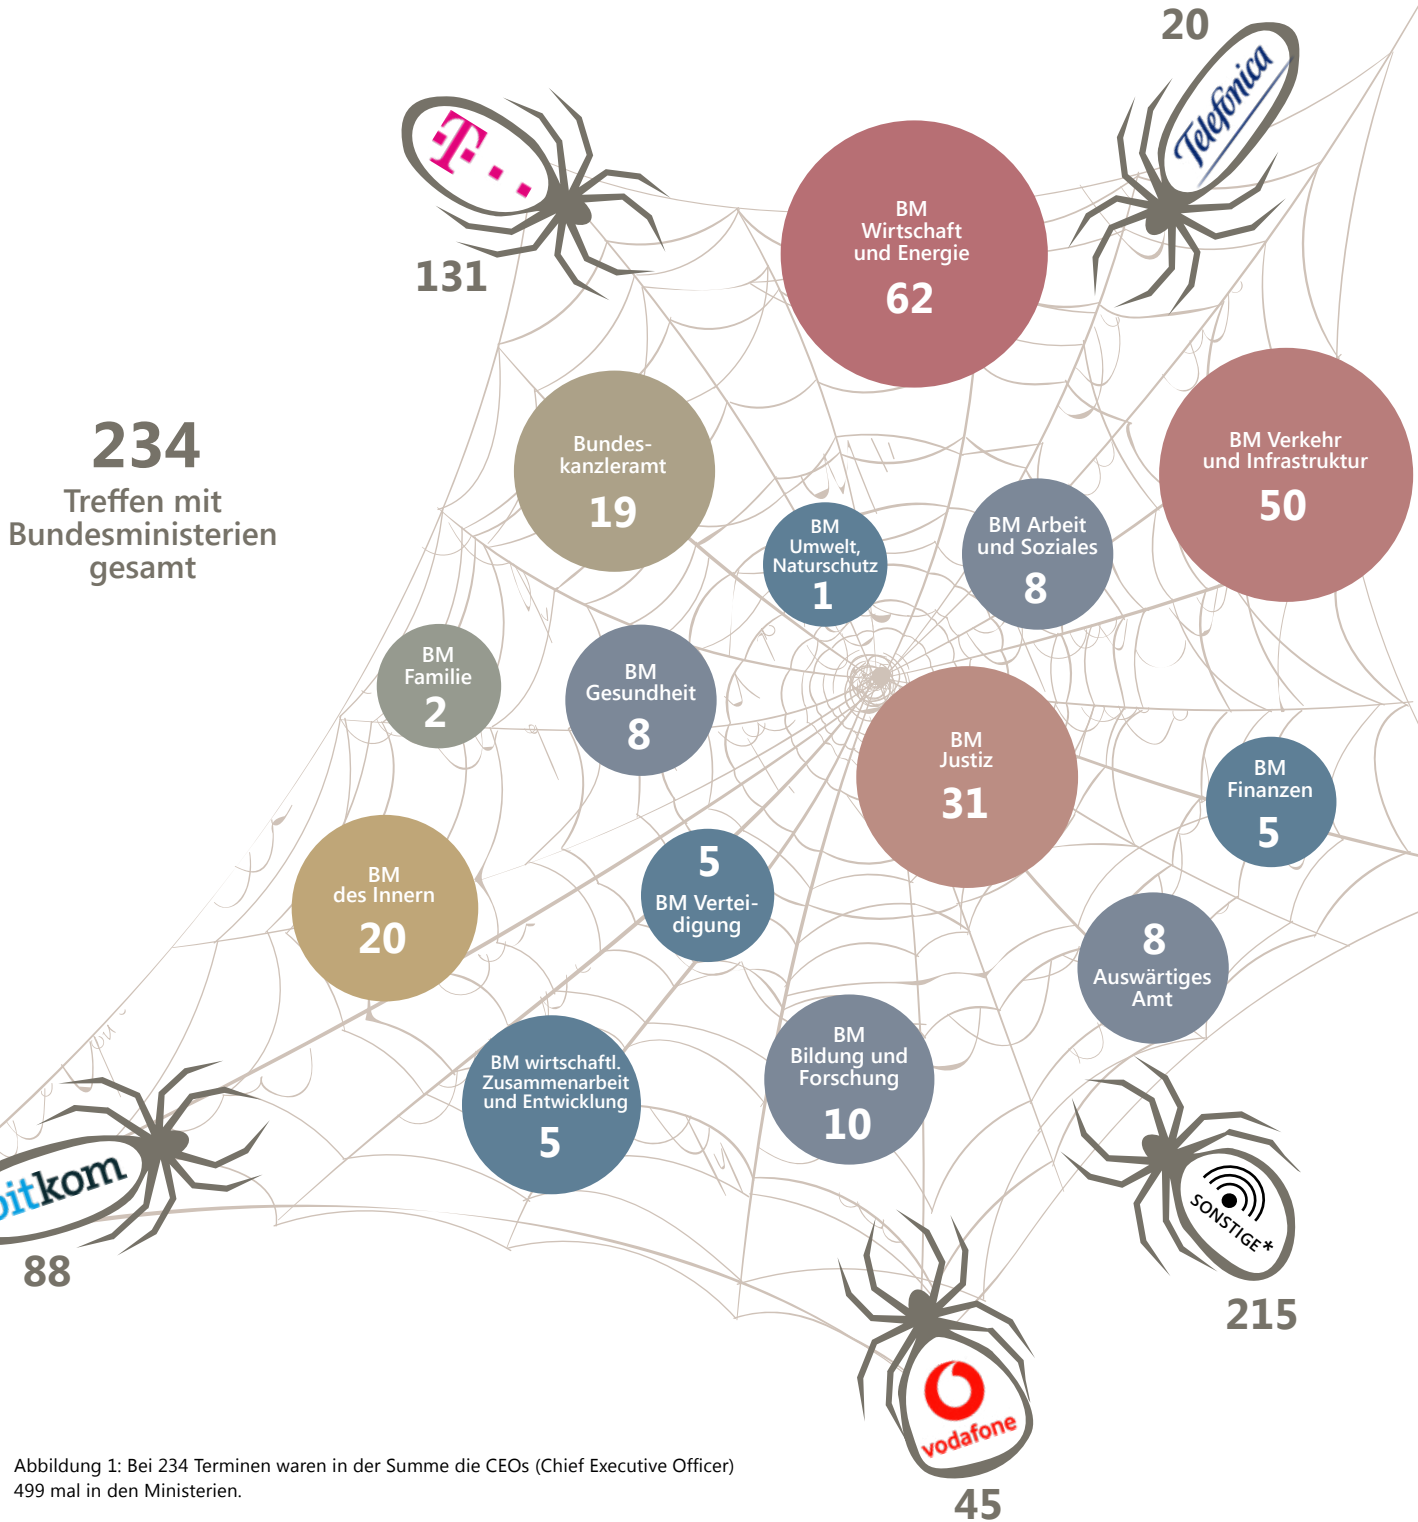 20
Telefónica
T
131
BM
Wirtschaft
und Energie
62
234
Treffen mit
Bundesministerien
gesamt
Bundes-
kanzleramt
19
BM Verkehr
und Infrastruktur
50
BM
Umwelt,
Naturschutz
1
BM Arbeit
und Soziales
8
BM
Familie
2
BM
Gesundheit
8
BM
Justiz
31
BM
Finanzen
5
BM
des Innern
20
5
BM Vertei-
digung
8
Auswärtiges
Amt
BM wirtschaftl.
Zusammenarbeit
und Entwicklung
5
BM
Bildung und
Forschung
10
bitkom
88
SONSTIGE*
215
vodafone
45
Abbildung 1: Bei 234 Terminen waren in der Summe die CEOs (Chief Executive Officer)
499 mal in den Ministerien.